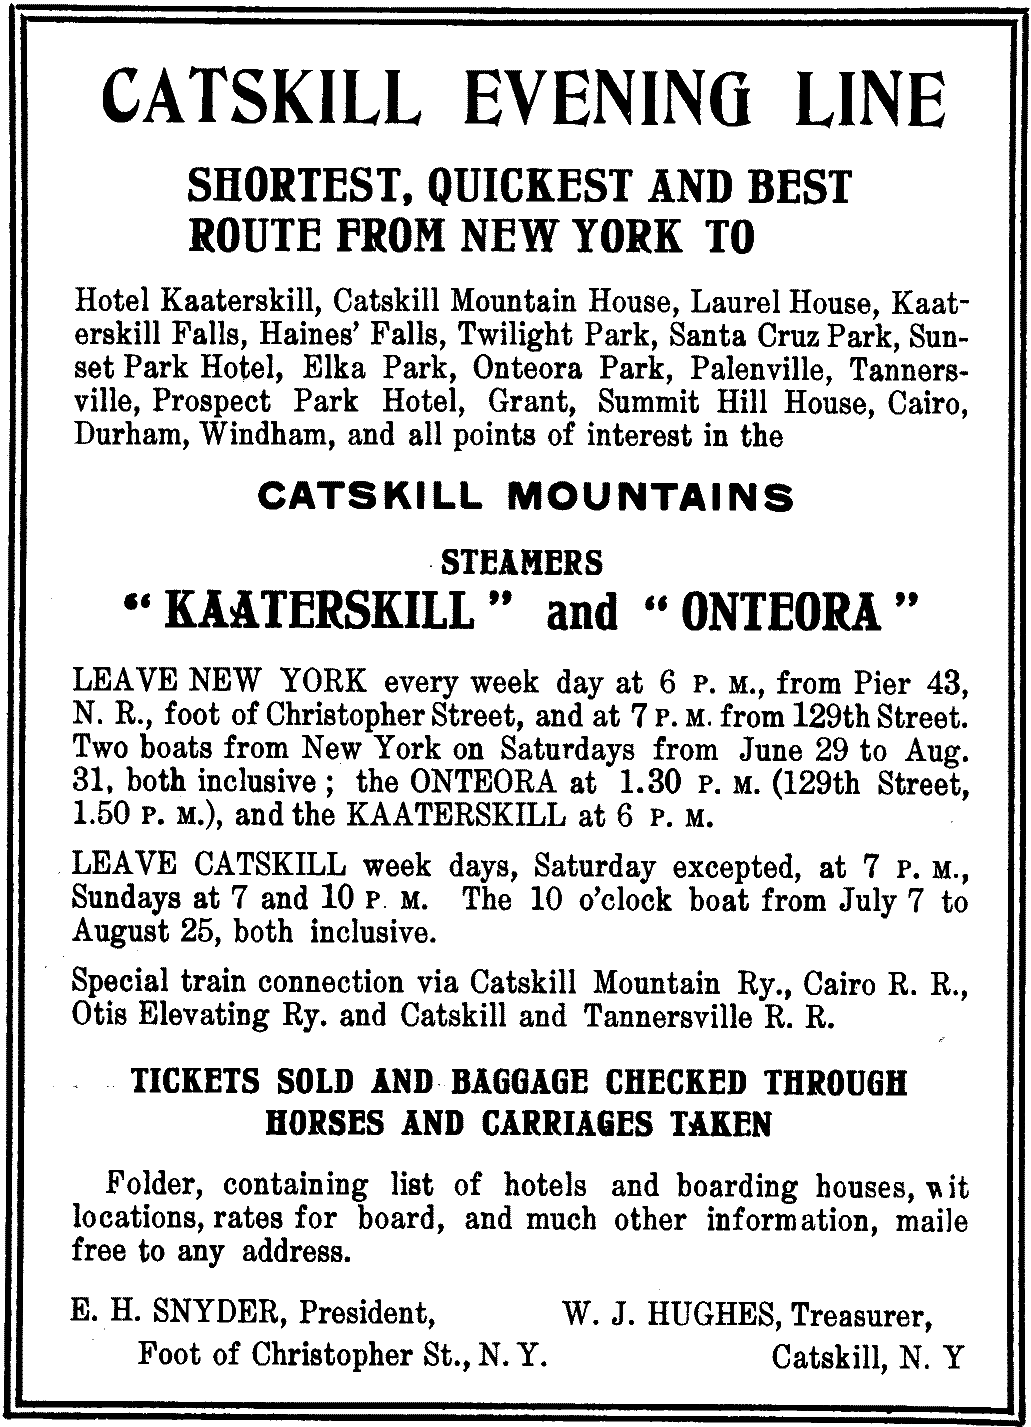 CATSKILL EVENING LINE
SHORTEST, QUICKEST AND BEST
ROUTE FROM NEW YORK TO
Hotel Kaaterskill, Catskill Mountain House, Laurel House, Kaat-
erskill Falls, Haines' Falls, Twilight Park, Santa Cruz Park, Sun-
set Park Hotel, Elka Park, Onteora Park, Palenville, Tanners-
ville, Prospect Park Hotel, Grant, Summit Hill House, Cairo,
Durham, Windham, and all points of interest in the
CATSKILL MOUNTAINS
STEAMERS
“ KAATERSKILL ” and “ ONTEORA ”
LEAVE NEW YORK every week day at 6 P. M., from Pier 43,
N. R., foot of Christopher Street, and at 7 P. M. from 129th Street.
Two boats from New York on Saturdays from June 29 to Aug.
31, both inclusive ; the ONTEORA at 1.30 P. M. (129th Street,
1.50 P. M.), and the KAATERSKILL at 6 P. M.
LEAVE CATSKILL week days, Saturday excepted, at 7 P. M.,
Sundays at 7 and 10 P. M. The 10 o'clock boat from July 7 to
August 25, both inclusive.
Special train connection via Catskill Mountain Ry., Cairo R. R.,
Otis Elevating Ry. and Catskill and Tannersville R. R.
TICKETS SOLD AND BAGGAGE CHECKED THROUGH
HORSES AND CARRIAGES TAKEN
Folder, containing list of hotels and boarding houses, wit
locations, rates for board, and much other information, maile
free to any address.
E. H. SNYDER, President,
Foot of Christopher St., N. Y.
W. J. HUGHES, Treasurer,
Catskill, N. Y